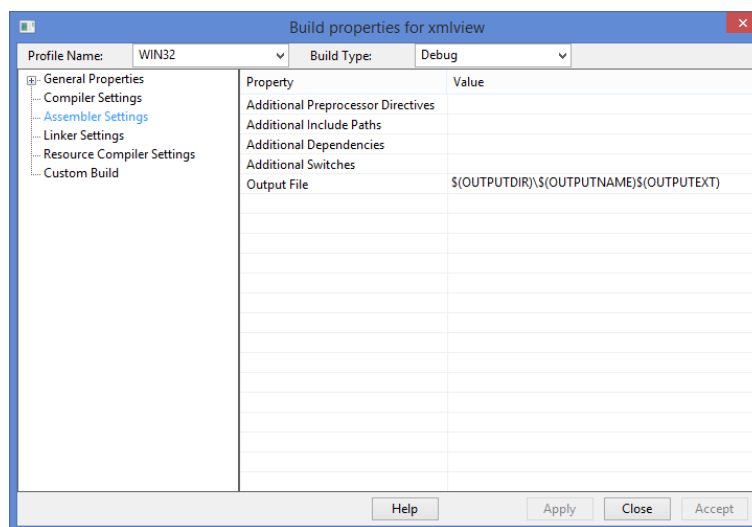 Build properties for xmlview
Profile Name: WIN32 Build Type: Debug
General Properties
Compiler Settings
Assembler Settings
Linker Settings
Resource Compiler Settings
Custom Build
Property Value
Additional Preprocessor Directives
Additional Include Paths
Additional Dependencies
Additional Switches
Output File $(OUTPUTDIR)\$(OUTPUTNAME)$(OUTPUTEXT)
Help Apply Close Accept